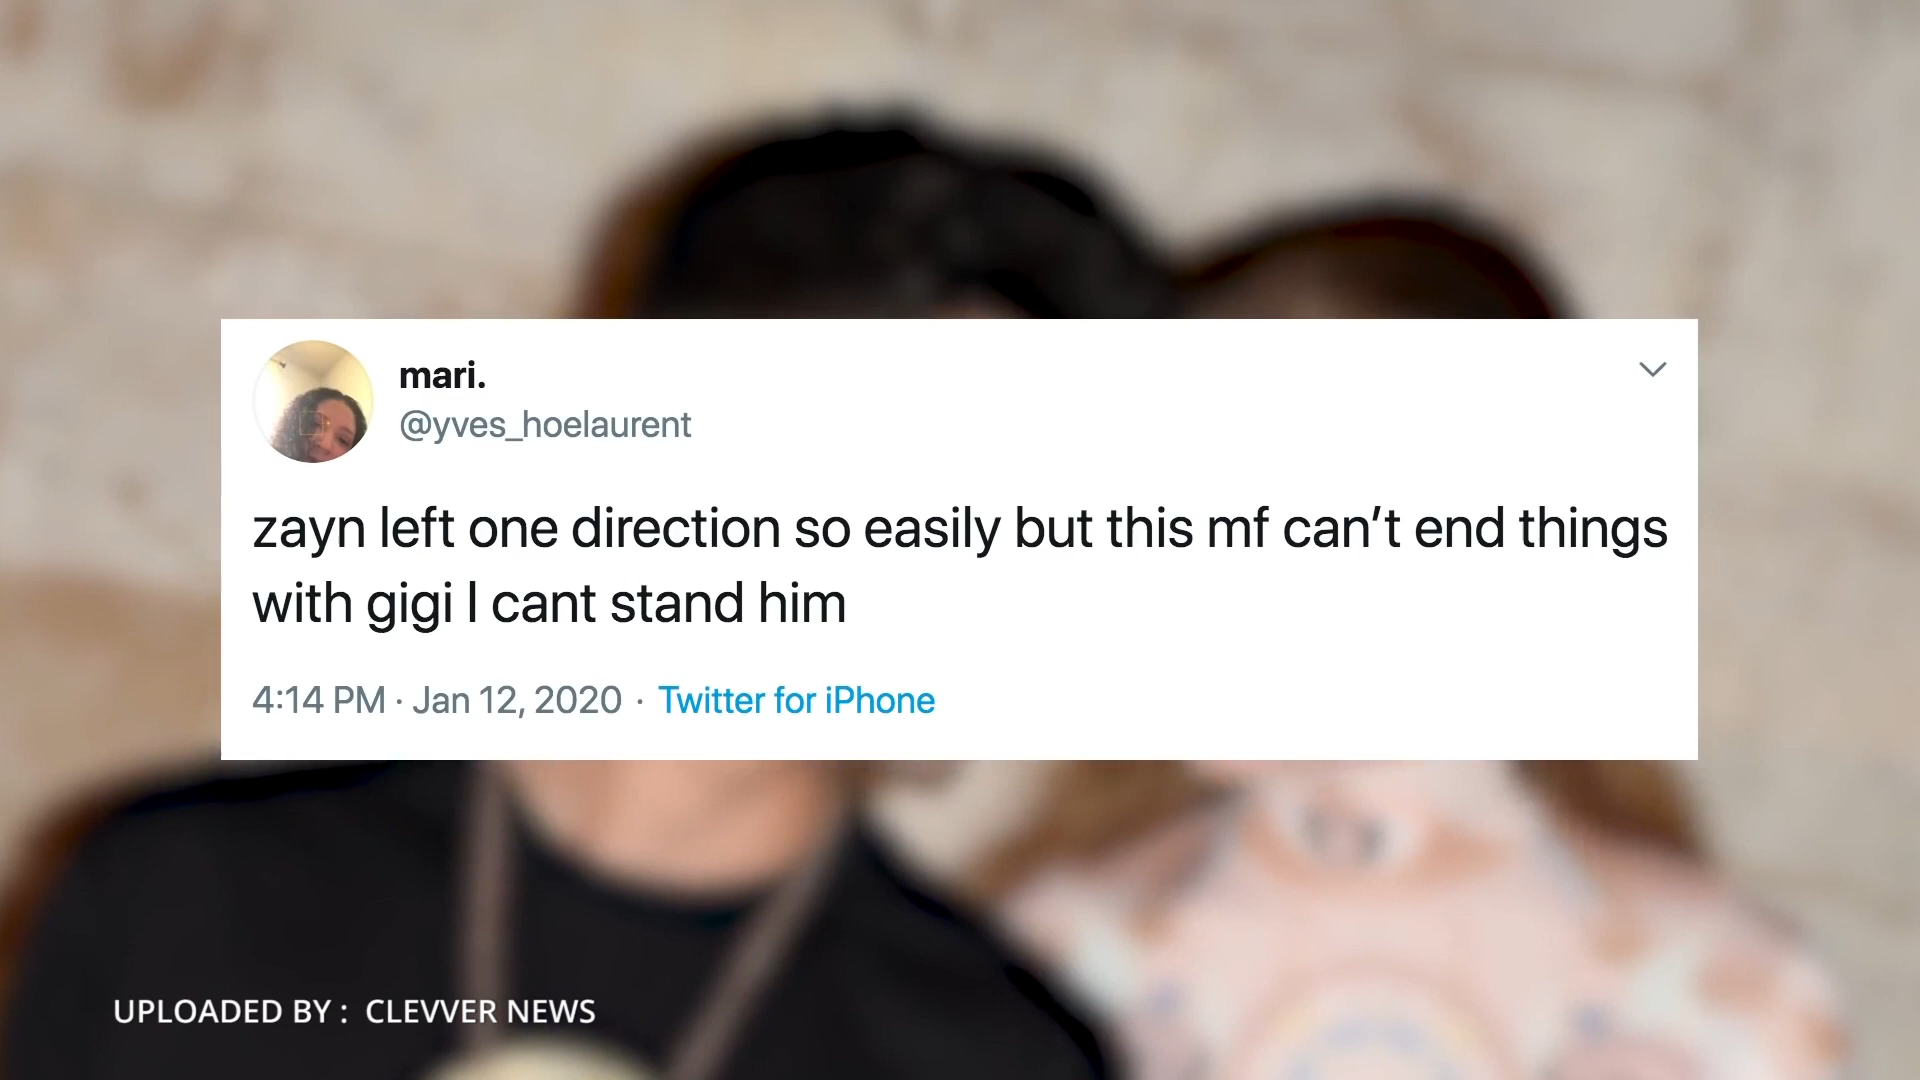 mari.
@yves_hoelaurent
zayn left one direction so easily but this mf can’t end things
with gigi I cant stand him
4:14 PM · Jan 12, 2020 · Twitter for iPhone
UPLOADED BY : CLEVVER NEWS